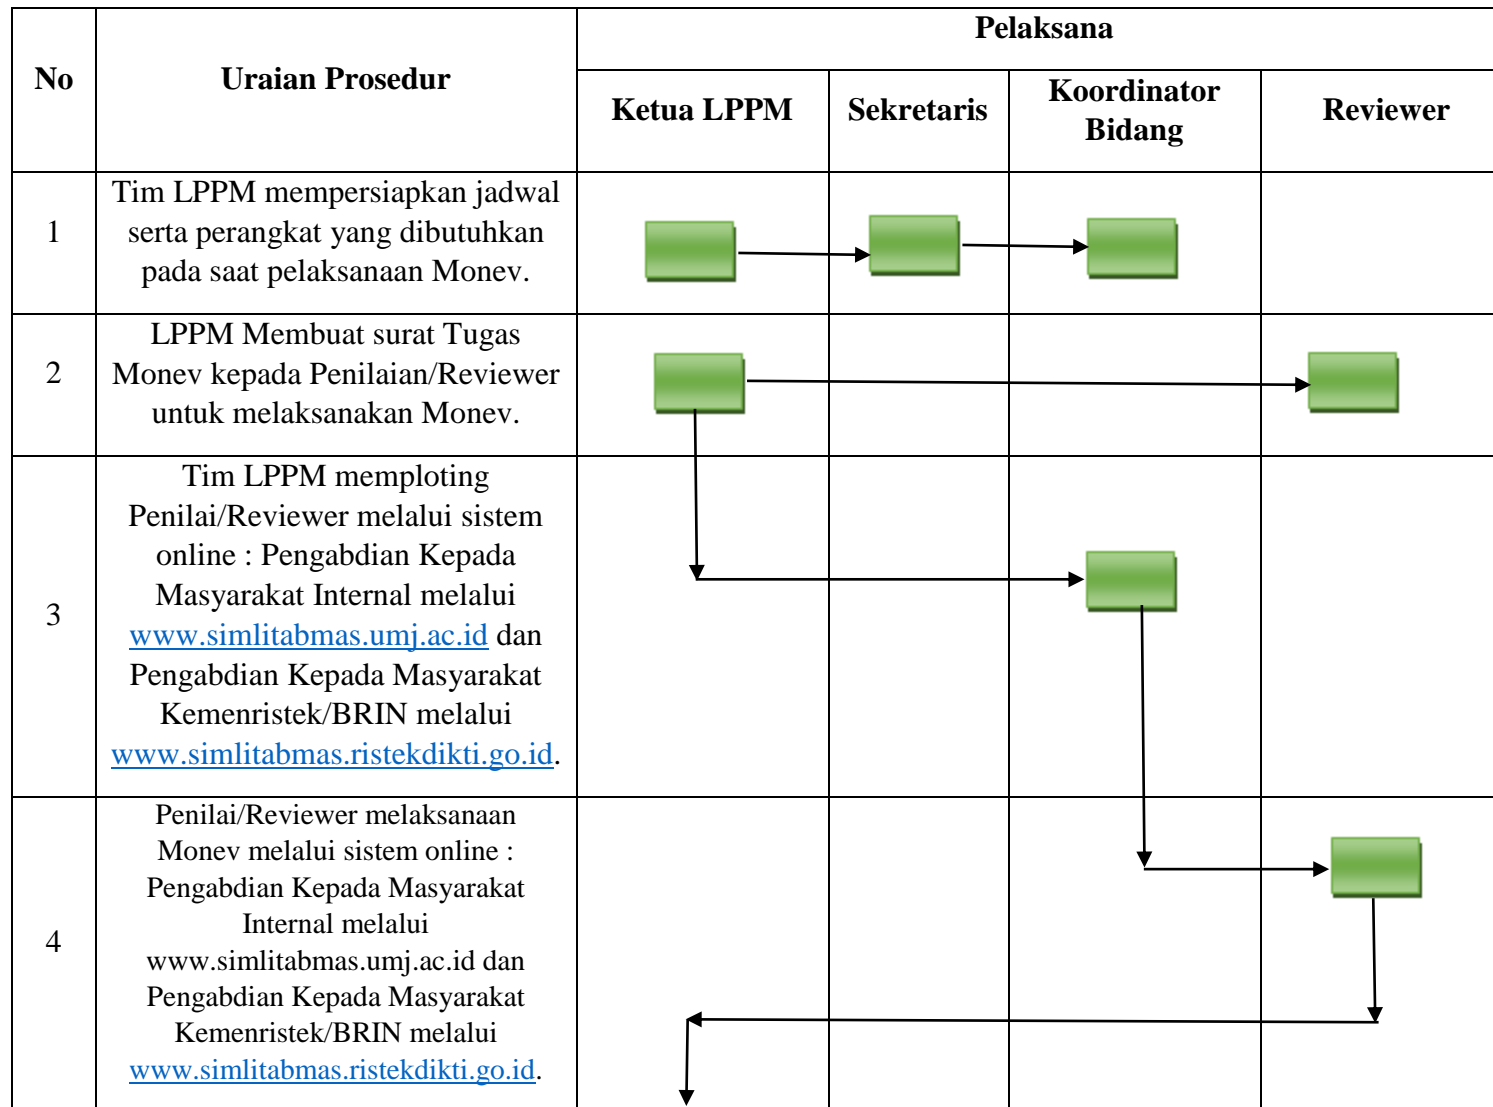 Pelaksana
No
Uraian Prosedur
Ketua LPPM
Sekretaris
Koordinator
Bidang
Reviewer
1
Tim LPPM mempersiapkan jadwal
serta perangkat yang dibutuhkan
pada saat pelaksanaan Monev.
2
LPPM Membuat surat Tugas
Monev kepada Penilaian/Reviewer
untuk melaksanakan Monev.
3
Tim LPPM memploting
Penilai/Reviewer melalui sistem
online : Pengabdian Kepada
Masyarakat Internal melalui
www.simlitabmas.umj.ac.id dan
Pengabdian Kepada Masyarakat
Kemenristek/BRIN melalui
www.simlitabmas.ristekdikti.go.id.
4
Penilai/Reviewer melaksanaan
Monev melalui sistem online :
Pengabdian Kepada Masyarakat
Internal melalui
www.simlitabmas.umj.ac.id dan
Pengabdian Kepada Masyarakat
Kemenristek/BRIN melalui
www.simlitabmas.ristekdikti.go.id.